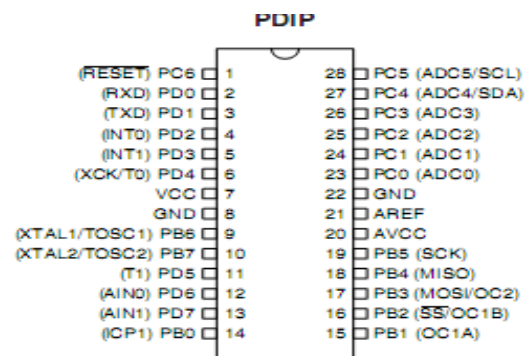 PDIP
(RESET) PC6 1 28 PC5 (ADC5/SCL)
(RXD) PD0 2 27 PC4 (ADC4/SDA)
(TXD) PD1 3 26 PC3 (ADC3)
(INT0) PD2 4 25 PC2 (ADC2)
(INT1) PD3 5 24 PC1 (ADC1)
(XCK/T0) PD4 6 23 PC0 (ADC0)
VCC 7 22 GND
GND 8 21 AREF
(XTAL1/TOSC1) PB6 9 20 AVCC
(XTAL2/TOSC2) PB7 10 19 PB5 (SCK)
(T1) PD5 11 18 PB4 (MISO)
(AIN0) PD6 12 17 PB3 (MOSI/OC2)
(AIN1) PD7 13 16 PB2 (SS/OC1B)
(ICP1) PB0 14 15 PB1 (OC1A)